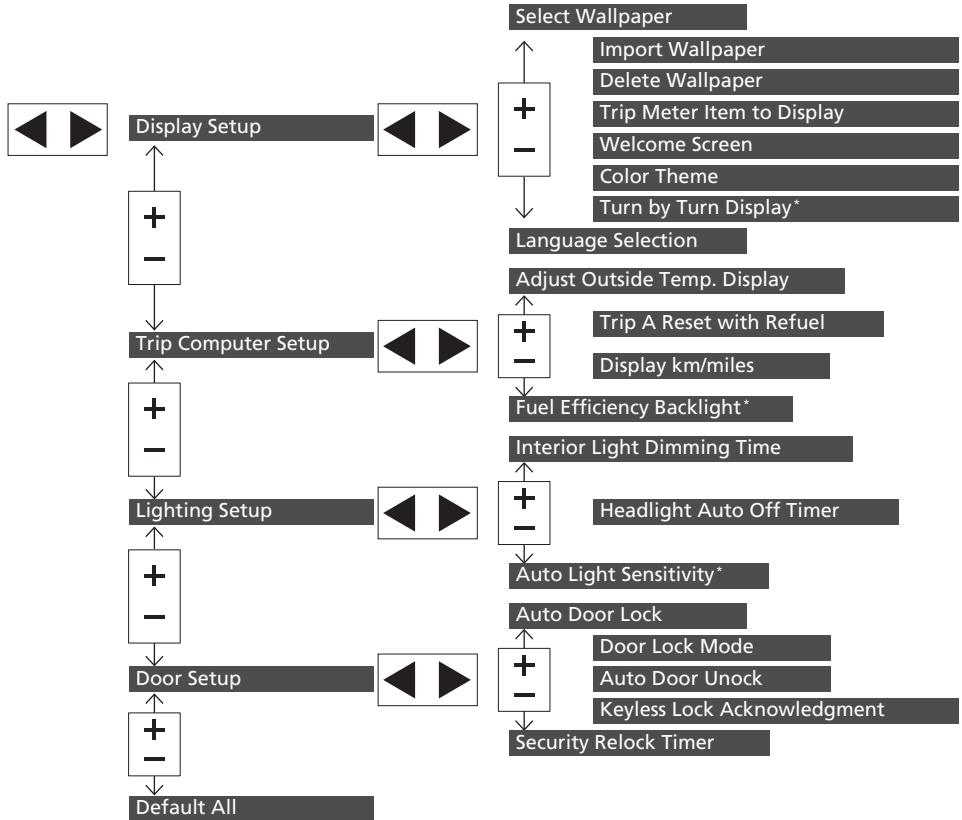 Select Wallpaper
Import Wallpaper
Delete Wallpaper
Trip Meter Item to Display
Welcome Screen
Color Theme
Turn by Turn Display*
Language Selection
Display Setup
+
−
Adjust Outside Temp. Display
Trip A Reset with Refuel
Display km/miles
Fuel Efficiency Backlight*
Trip Computer Setup
+
−
Interior Light Dimming Time
Headlight Auto Off Timer
Auto Light Sensitivity*
Lighting Setup
+
−
Auto Door Lock
Door Lock Mode
Auto Door Unock
Keyless Lock Acknowledgment
Security Relock Timer
Door Setup
+
−
Default All
+
−
+
−
+
−
+
−